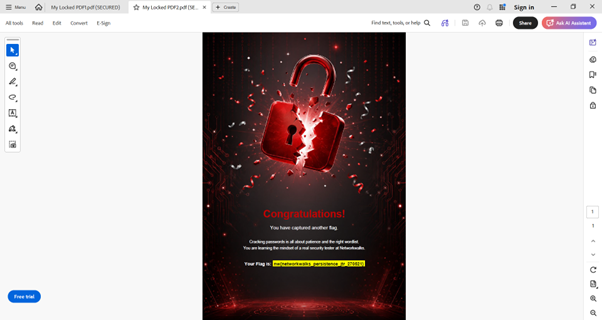 Menu
My Locked PDP1.pdf (SECURED)
My Locked PDP2.pdf (SE...
Create
Sign in
All tools
Read
Edit
Convert
E-Sign
Find text, tools, or help
Share
Ask AI Assistant
Congratulations!
You have captured another flag.
Cracking passwords is all about patience and the right wordlist.
You are learning the mindset of a real security tester at Networkwalks.
Your Flag is:
1
1
Free trial